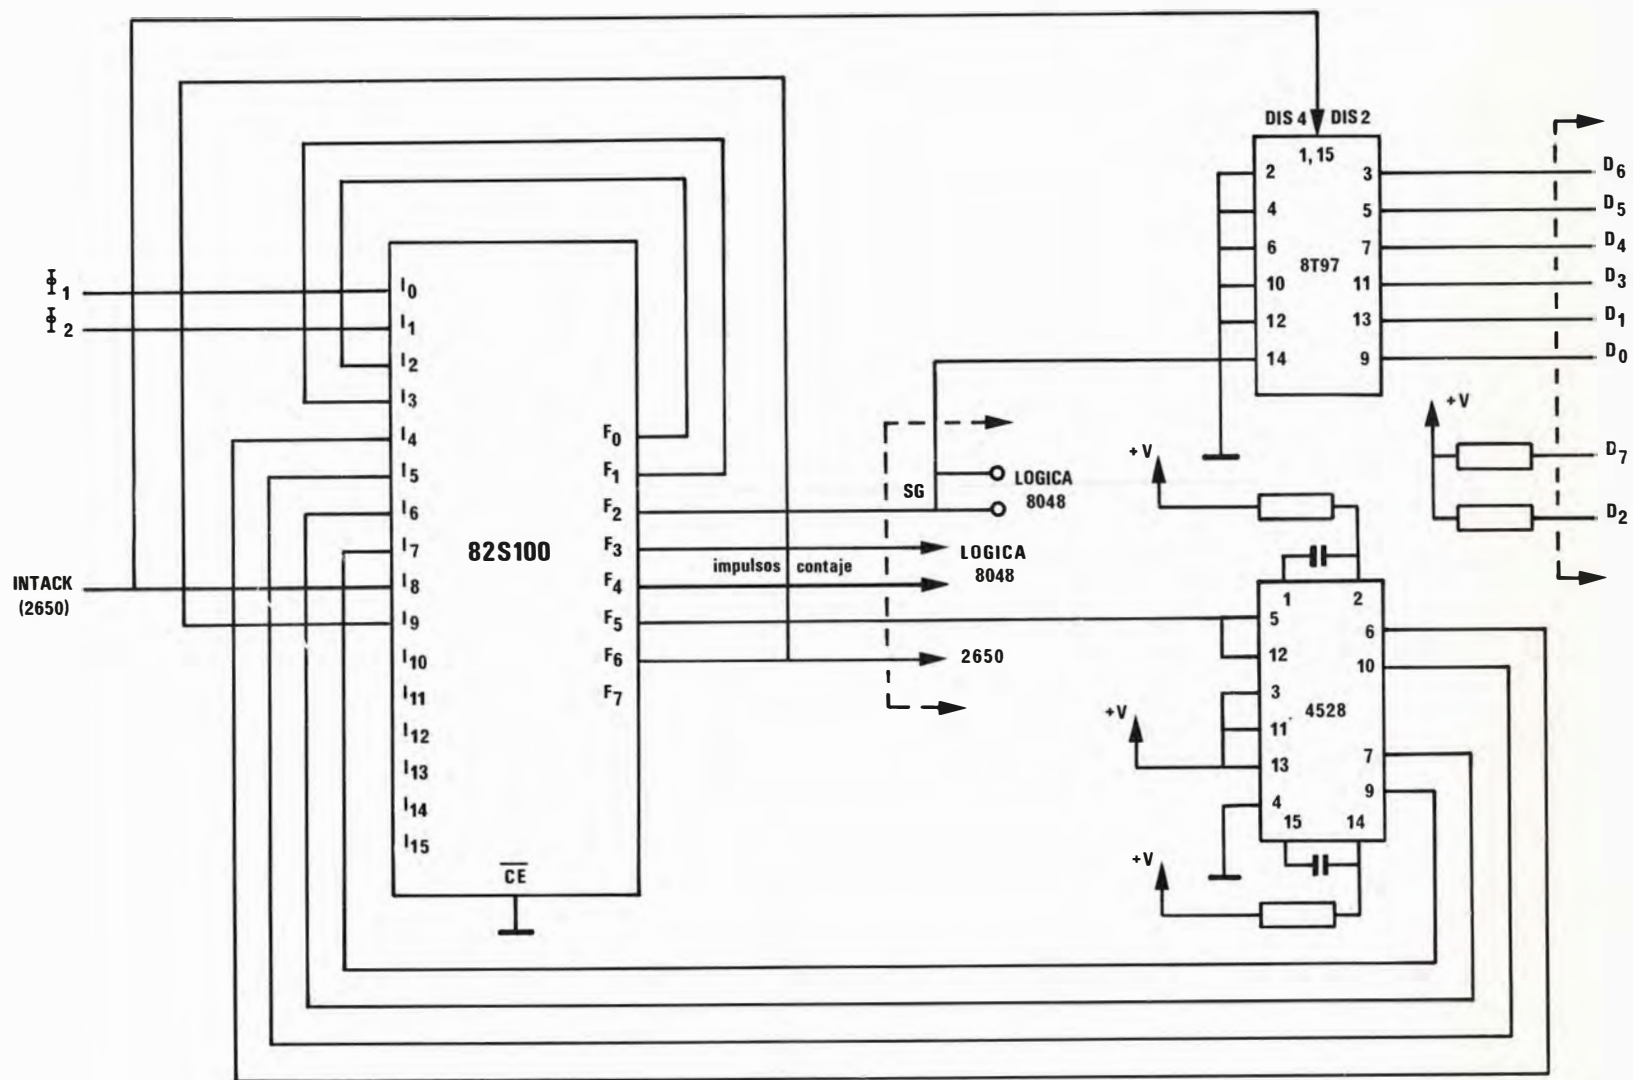 DIS 4 DIS 2
1, 15
2 3 D6
4 5 D5
6 7 D4
8T97
10 11 D3
12 13 D1
14 9 D0
+V
D7
D2
Φ1
Φ2
INTACK
(2650)
I0
I1
I2
I3
I4
I5
I6
I7
I8
I9
I10
I11
I12
I13
I14
I15
82S100
CE
F0
F1
F2
F3
F4
F5
F6
F7
SG
LOGICA
8048
LOGICA
8048
impulsos contaje
2650
+V
1 2
5 6
12 10
3
4528
11
13 7
4 9
15 14
+V
+V